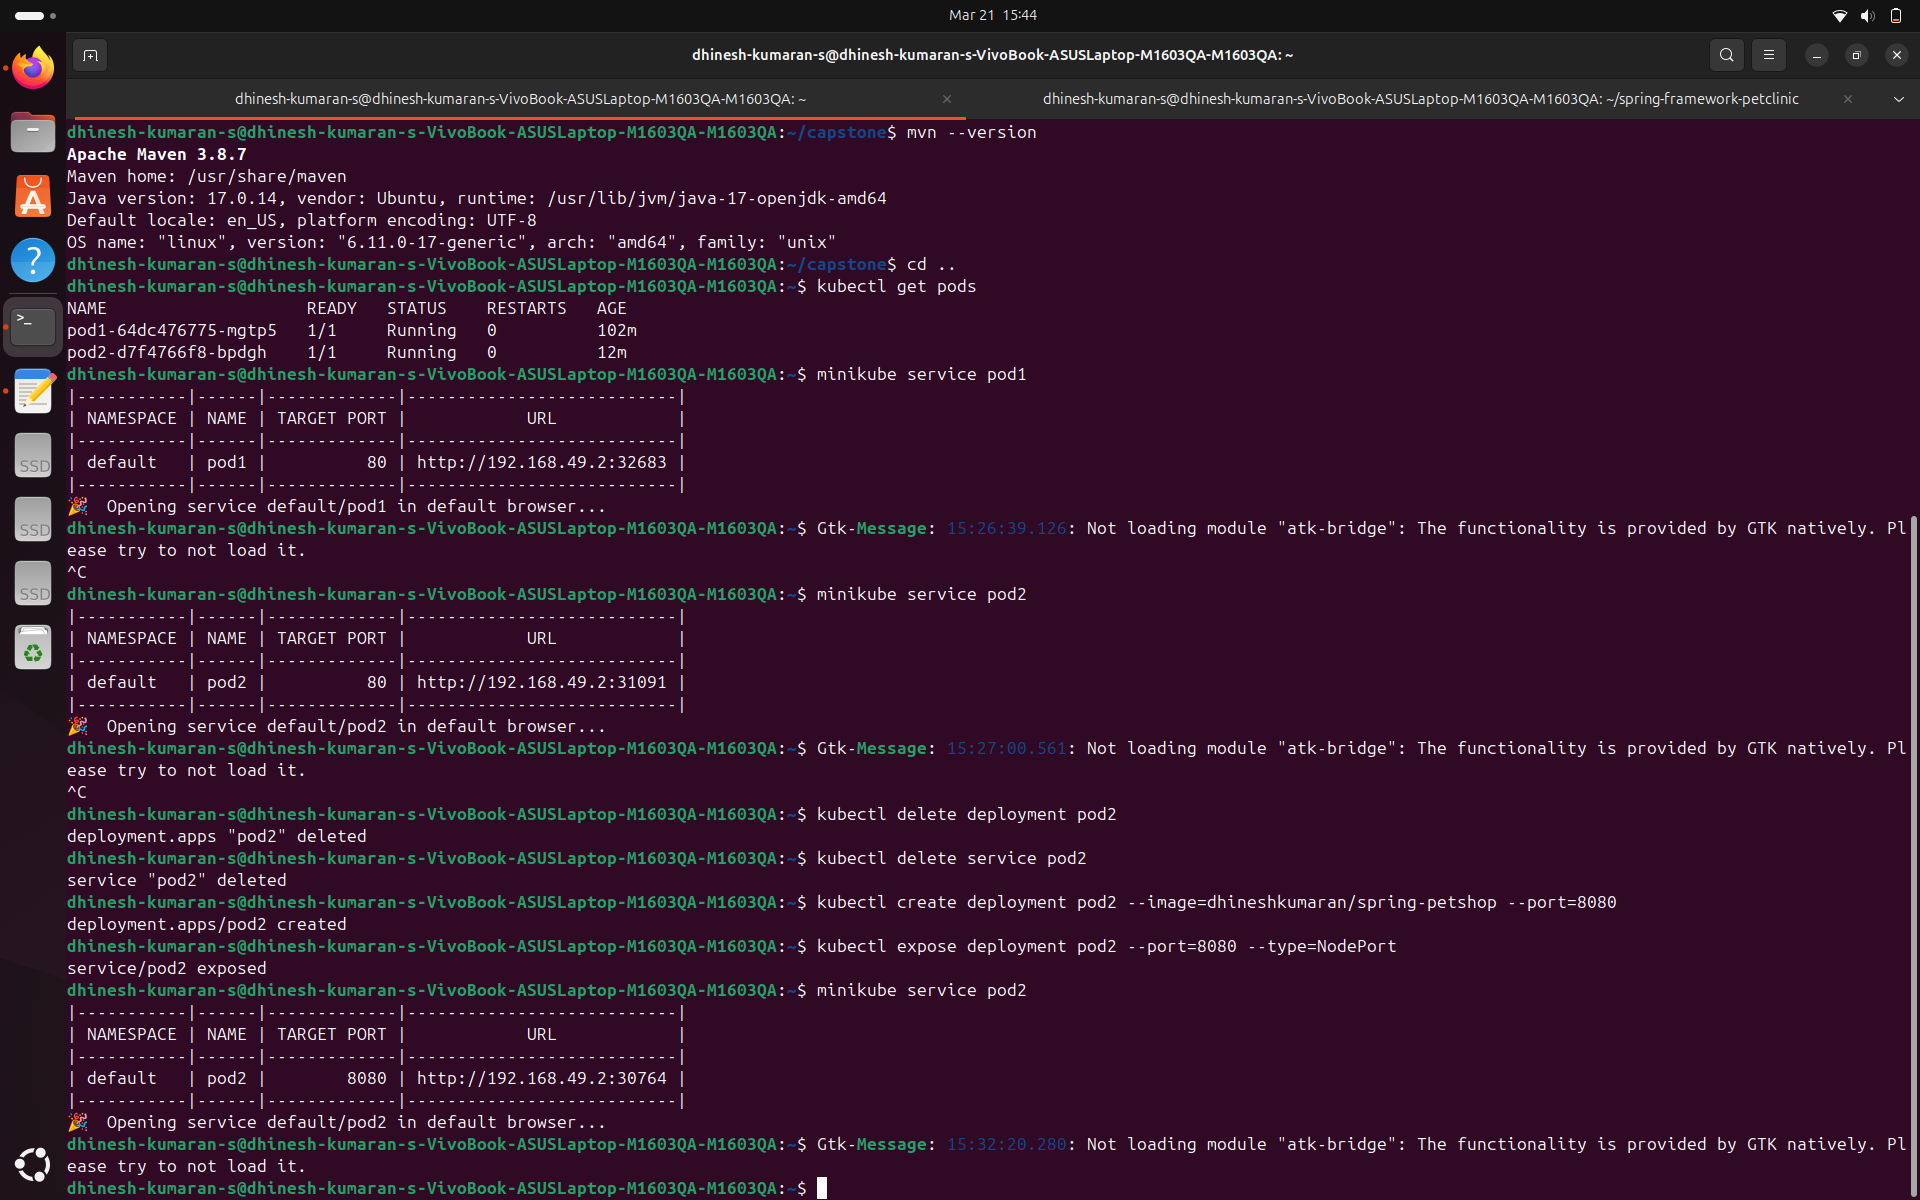 Mar 21  15:44
dhinesh-kumaran-s@dhinesh-kumaran-s-VivoBook-ASUSLaptop-M1603QA-M1603QA: ~
dhinesh-kumaran-s@dhinesh-kumaran-s-VivoBook-ASUSLaptop-M1603QA-M1603QA: ~
dhinesh-kumaran-s@dhinesh-kumaran-s-VivoBook-ASUSLaptop-M1603QA-M1603QA: ~/spring-framework-petclinic
dhinesh-kumaran-s@dhinesh-kumaran-s-VivoBook-ASUSLaptop-M1603QA-M1603QA:~/capstone$ mvn --version
Apache Maven 3.8.7
Maven home: /usr/share/maven
Java version: 17.0.14, vendor: Ubuntu, runtime: /usr/lib/jvm/java-17-openjdk-amd64
Default locale: en_US, platform encoding: UTF-8
OS name: "linux", version: "6.11.0-17-generic", arch: "amd64", family: "unix"
dhinesh-kumaran-s@dhinesh-kumaran-s-VivoBook-ASUSLaptop-M1603QA-M1603QA:~/capstone$ cd ..
dhinesh-kumaran-s@dhinesh-kumaran-s-VivoBook-ASUSLaptop-M1603QA-M1603QA:~$ kubectl get pods
NAME                    READY   STATUS    RESTARTS   AGE
pod1-64dc476775-mgtp5   1/1     Running   0          102m
pod2-d7f4766f8-bpdgh    1/1     Running   0          12m
dhinesh-kumaran-s@dhinesh-kumaran-s-VivoBook-ASUSLaptop-M1603QA-M1603QA:~$ minikube service pod1
|-----------|------|-------------|---------------------------|
| NAMESPACE | NAME | TARGET PORT |            URL            |
|-----------|------|-------------|---------------------------|
| default   | pod1 |          80 | http://192.168.49.2:32683 |
|-----------|------|-------------|---------------------------|
🎉  Opening service default/pod1 in default browser...
dhinesh-kumaran-s@dhinesh-kumaran-s-VivoBook-ASUSLaptop-M1603QA-M1603QA:~$ Gtk-Message: 15:26:39.126: Not loading module "atk-bridge": The functionality is provided by GTK natively. Pl
ease try to not load it.
^C
dhinesh-kumaran-s@dhinesh-kumaran-s-VivoBook-ASUSLaptop-M1603QA-M1603QA:~$ minikube service pod2
|-----------|------|-------------|---------------------------|
| NAMESPACE | NAME | TARGET PORT |            URL            |
|-----------|------|-------------|---------------------------|
| default   | pod2 |          80 | http://192.168.49.2:31091 |
|-----------|------|-------------|---------------------------|
🎉  Opening service default/pod2 in default browser...
dhinesh-kumaran-s@dhinesh-kumaran-s-VivoBook-ASUSLaptop-M1603QA-M1603QA:~$ Gtk-Message: 15:27:00.561: Not loading module "atk-bridge": The functionality is provided by GTK natively. Pl
ease try to not load it.
^C
dhinesh-kumaran-s@dhinesh-kumaran-s-VivoBook-ASUSLaptop-M1603QA-M1603QA:~$ kubectl delete deployment pod2
deployment.apps "pod2" deleted
dhinesh-kumaran-s@dhinesh-kumaran-s-VivoBook-ASUSLaptop-M1603QA-M1603QA:~$ kubectl delete service pod2
service "pod2" deleted
dhinesh-kumaran-s@dhinesh-kumaran-s-VivoBook-ASUSLaptop-M1603QA-M1603QA:~$ kubectl create deployment pod2 --image=dhineshkumaran/spring-petshop --port=8080
deployment.apps/pod2 created
dhinesh-kumaran-s@dhinesh-kumaran-s-VivoBook-ASUSLaptop-M1603QA-M1603QA:~$ kubectl expose deployment pod2 --port=8080 --type=NodePort
service/pod2 exposed
dhinesh-kumaran-s@dhinesh-kumaran-s-VivoBook-ASUSLaptop-M1603QA-M1603QA:~$ minikube service pod2
|-----------|------|-------------|---------------------------|
| NAMESPACE | NAME | TARGET PORT |            URL            |
|-----------|------|-------------|---------------------------|
| default   | pod2 |        8080 | http://192.168.49.2:30764 |
|-----------|------|-------------|---------------------------|
🎉  Opening service default/pod2 in default browser...
dhinesh-kumaran-s@dhinesh-kumaran-s-VivoBook-ASUSLaptop-M1603QA-M1603QA:~$ Gtk-Message: 15:32:20.280: Not loading module "atk-bridge": The functionality is provided by GTK natively. Pl
ease try to not load it.
dhinesh-kumaran-s@dhinesh-kumaran-s-VivoBook-ASUSLaptop-M1603QA-M1603QA:~$
SSD
SSD
SSD